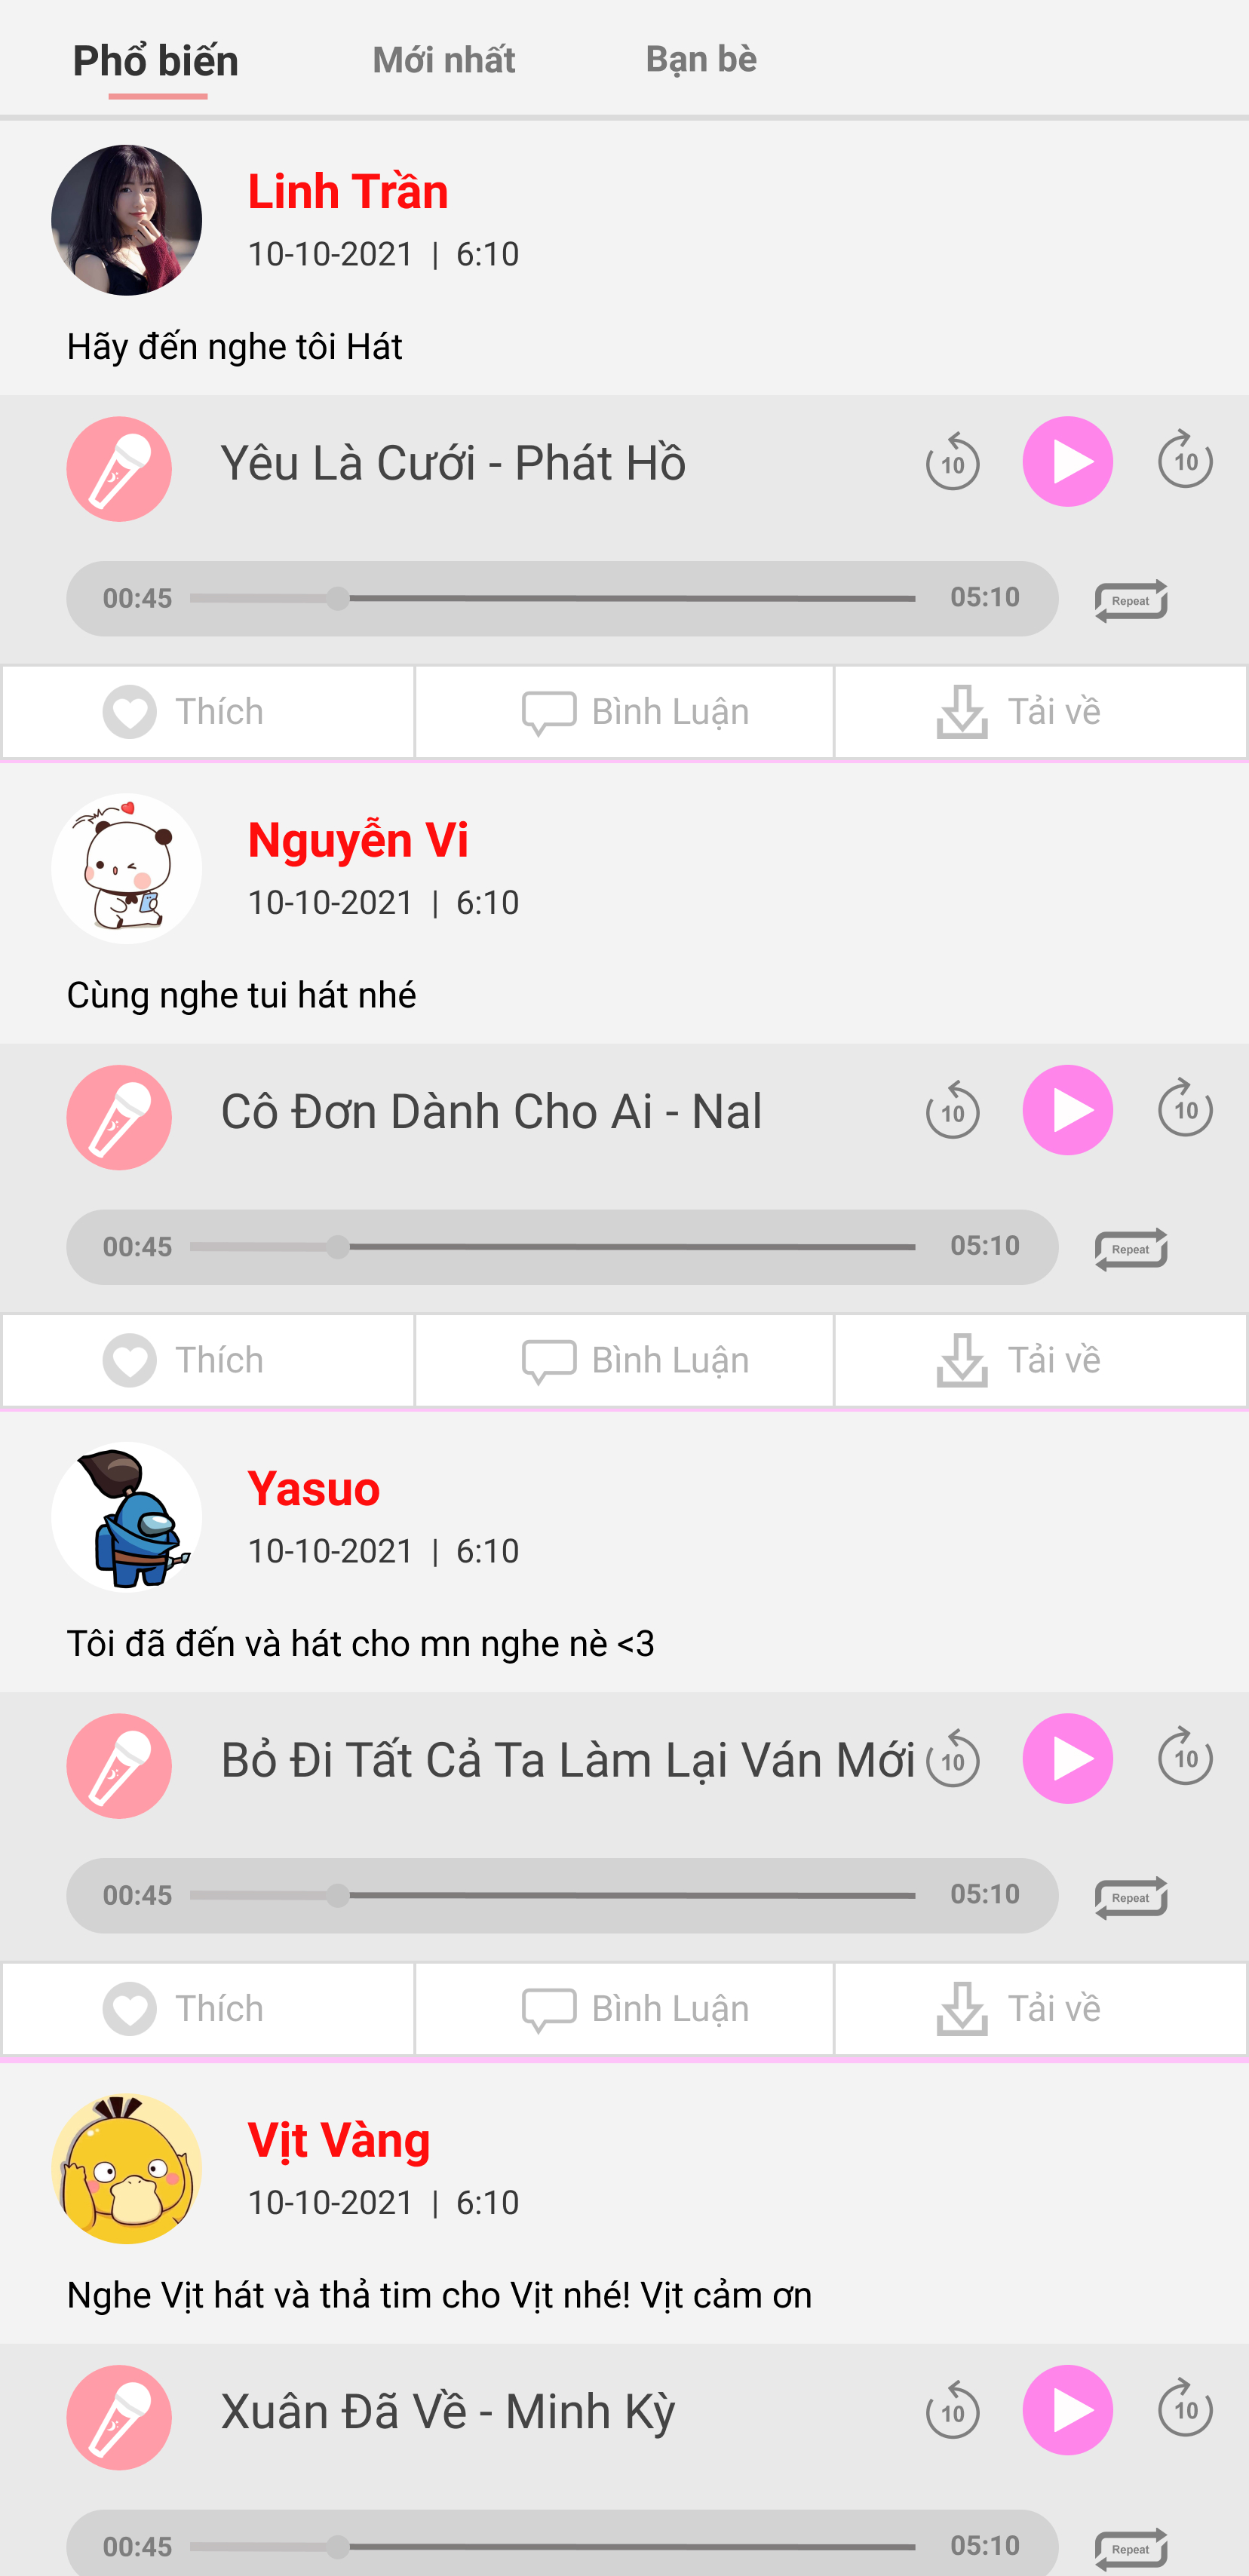 Phổ biến Mới nhất Bạn bè
Linh Trần
10-10-2021 | 6:10
Hãy đến nghe tôi Hát
Yêu Là Cưới - Phát Hồ 10 10
00:45 05:10 Repeat
Thích Bình Luận Tải về
Nguyễn Vi
10-10-2021 | 6:10
Cùng nghe tui hát nhé
Cô Đơn Dành Cho Ai - Nal 10 10
00:45 05:10 Repeat
Thích Bình Luận Tải về
Yasuo
10-10-2021 | 6:10
Tôi đã đến và hát cho mn nghe nè <3
Bỏ Đi Tất Cả Ta Làm Lại Ván Mới 10 10
00:45 05:10 Repeat
Thích Bình Luận Tải về
Vịt Vàng
10-10-2021 | 6:10
Nghe Vịt hát và thả tim cho Vịt nhé! Vịt cảm ơn
Xuân Đã Về - Minh Kỳ 10 10
00:45 05:10 Repeat